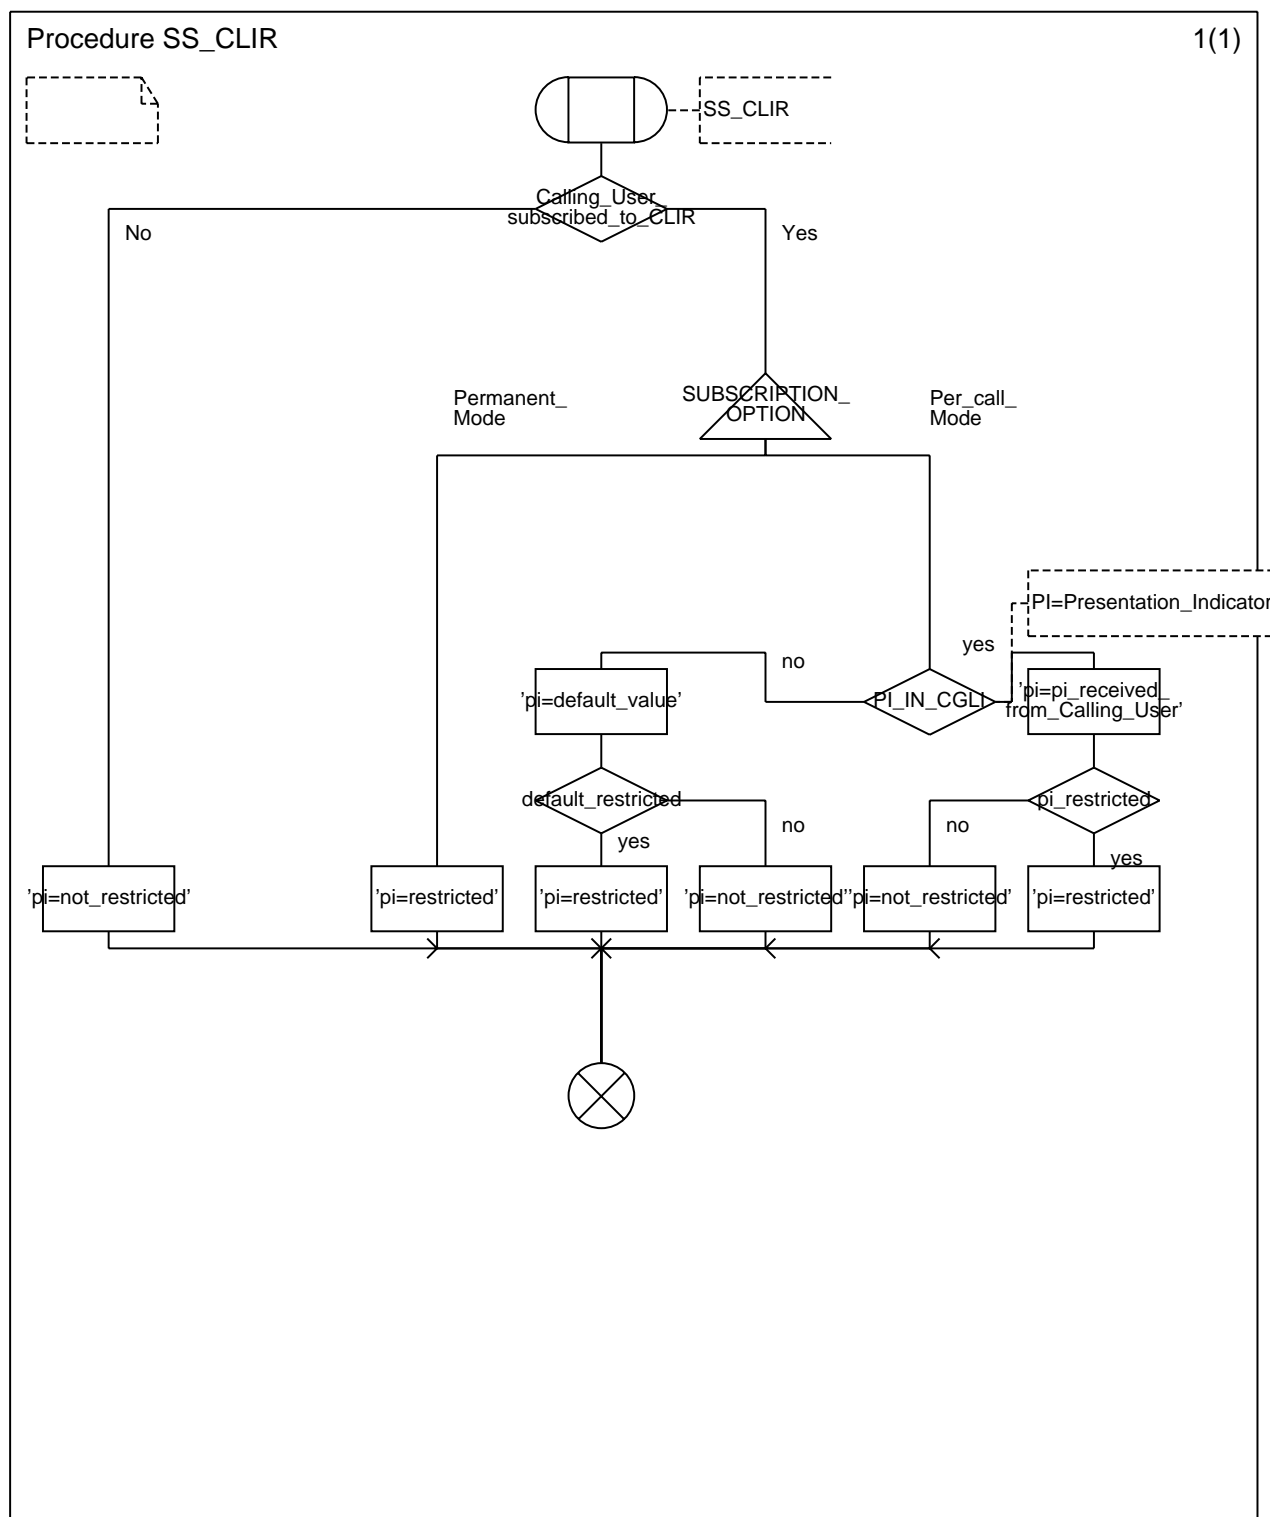 Procedure SS_CLIR
1(1)
SS_CLIR
Calling_User_
subscribed_to_CLIR
No
Yes
SUBSCRIPTION_
OPTION
Permanent_
Mode
Per_call_
Mode
PI=Presentation_Indicator
no
yes
'pi=default_value'
PI_IN_CGLI
'pi=pi_received_
from_Calling_User'
default_restricted
pi_restricted
yes
no
no
yes
'pi=not_restricted'
'pi=restricted'
'pi=restricted'
'pi=not_restricted'
'pi=not_restricted'
'pi=restricted'